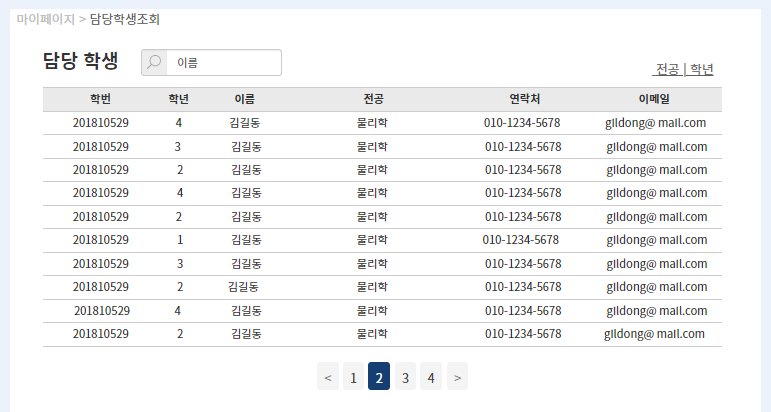 마이페이지 > 담당학생조회
담당 학생 이름
전공 | 학년
학번 학년 이름 전공 연락처 이메일
201810529 4 김길동 물리학 010-1234-5678 gildong@ mail.com
201810529 3 김길동 물리학 010-1234-5678 gildong@ mail.com
201810529 2 김길동 물리학 010-1234-5678 gildong@ mail.com
201810529 4 김길동 물리학 010-1234-5678 gildong@ mail.com
201810529 2 김길동 물리학 010-1234-5678 gildong@ mail.com
201810529 1 김길동 물리학 010-1234-5678 gildong@ mail.com
201810529 3 김길동 물리학 010-1234-5678 gildong@ mail.com
201810529 2 김길동 물리학 010-1234-5678 gildong@ mail.com
201810529 4 김길동 물리학 010-1234-5678 gildong@ mail.com
201810529 2 김길동 물리학 010-1234-5678 gildong@ mail.com
< 1 2 3 4 >